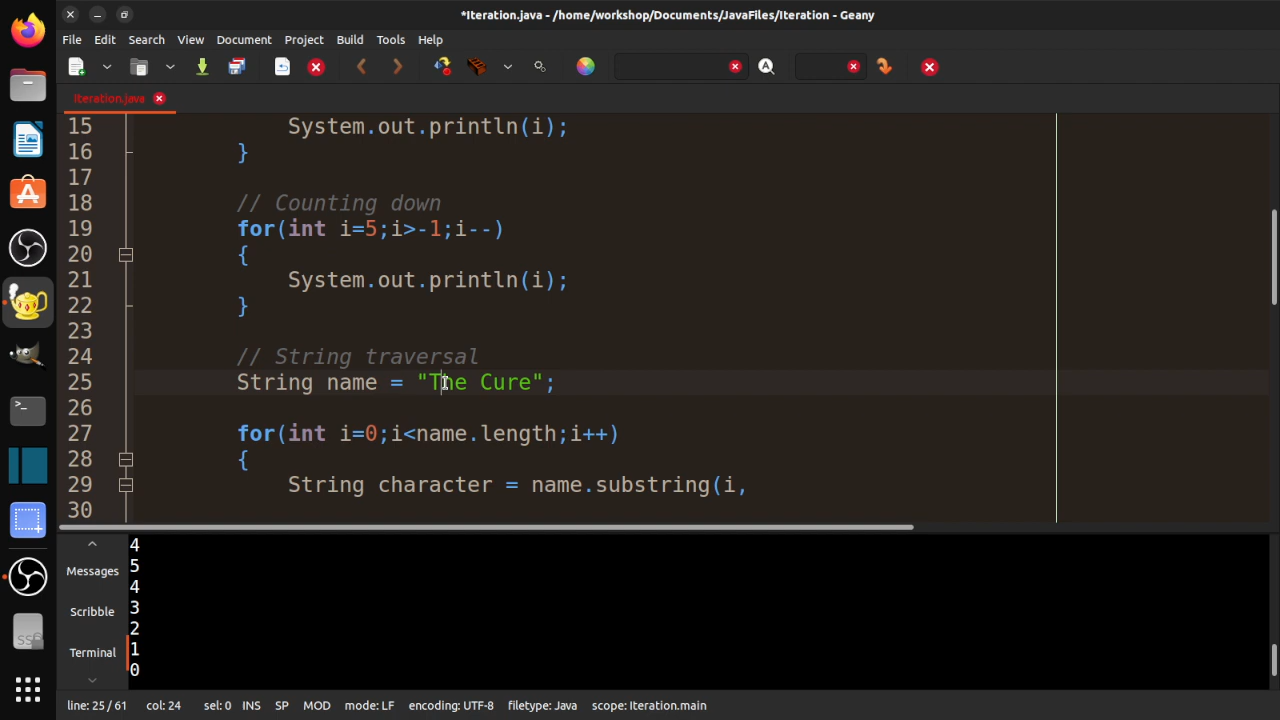 *Iteration.java - /home/workshop/Documents/JavaFiles/Iteration - Geany
File Edit Search View Document Project Build Tools Help
Iteration.java
15 System.out.println(i);
16 }
17
18 // Counting down
19 for(int i=5;i>-1;i--)
20 {
21 System.out.println(i);
22 }
23
24 // String traversal
25 String name = "The Cure";
26
27 for(int i=0;i<name.length;i++)
28 {
29 String character = name.substring(i,
30
Messages
Scribble
Terminal
4
5
4
3
2
1
0
SSD
line: 25 / 61 col: 24 sel: 0 INS SP MOD mode: LF encoding: UTF-8 filetype: Java scope: Iteration.main